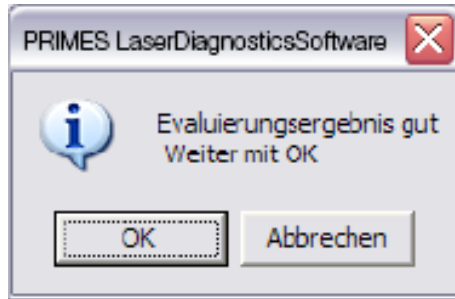 PRIMES LaserDiagnosticsSoftware
Evaluierungsergebnis gut
Weiter mit OK
OK
Abbrechen